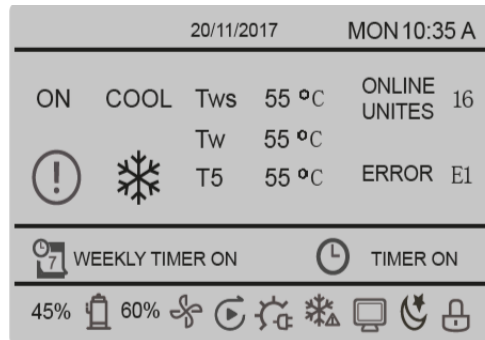 20/11/2017 MON 10:35 A
ON COOL Tws 55 °C ONLINE UNITES 16
Tw 55 °C
T5 55 °C ERROR E1
7 WEEKLY TIMER ON TIMER ON
45% 60%